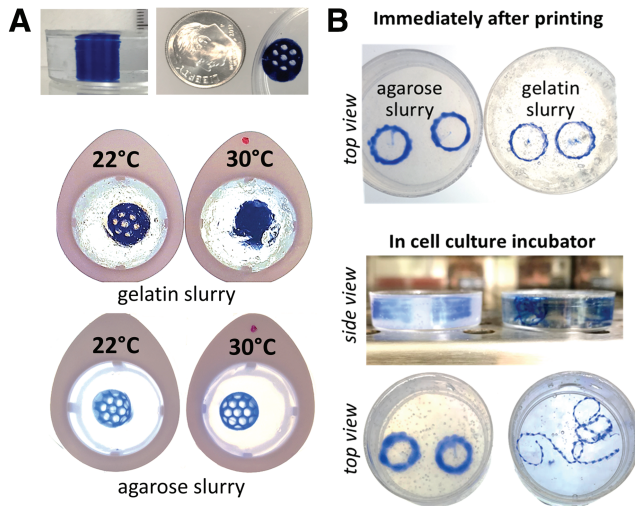 A
LIBERTY
22°C
30°C
gelatin slurry
22°C
30°C
agarose slurry
B
Immediately after printing
top view
agarose
slurry
gelatin
slurry
In cell culture incubator
side view
top view